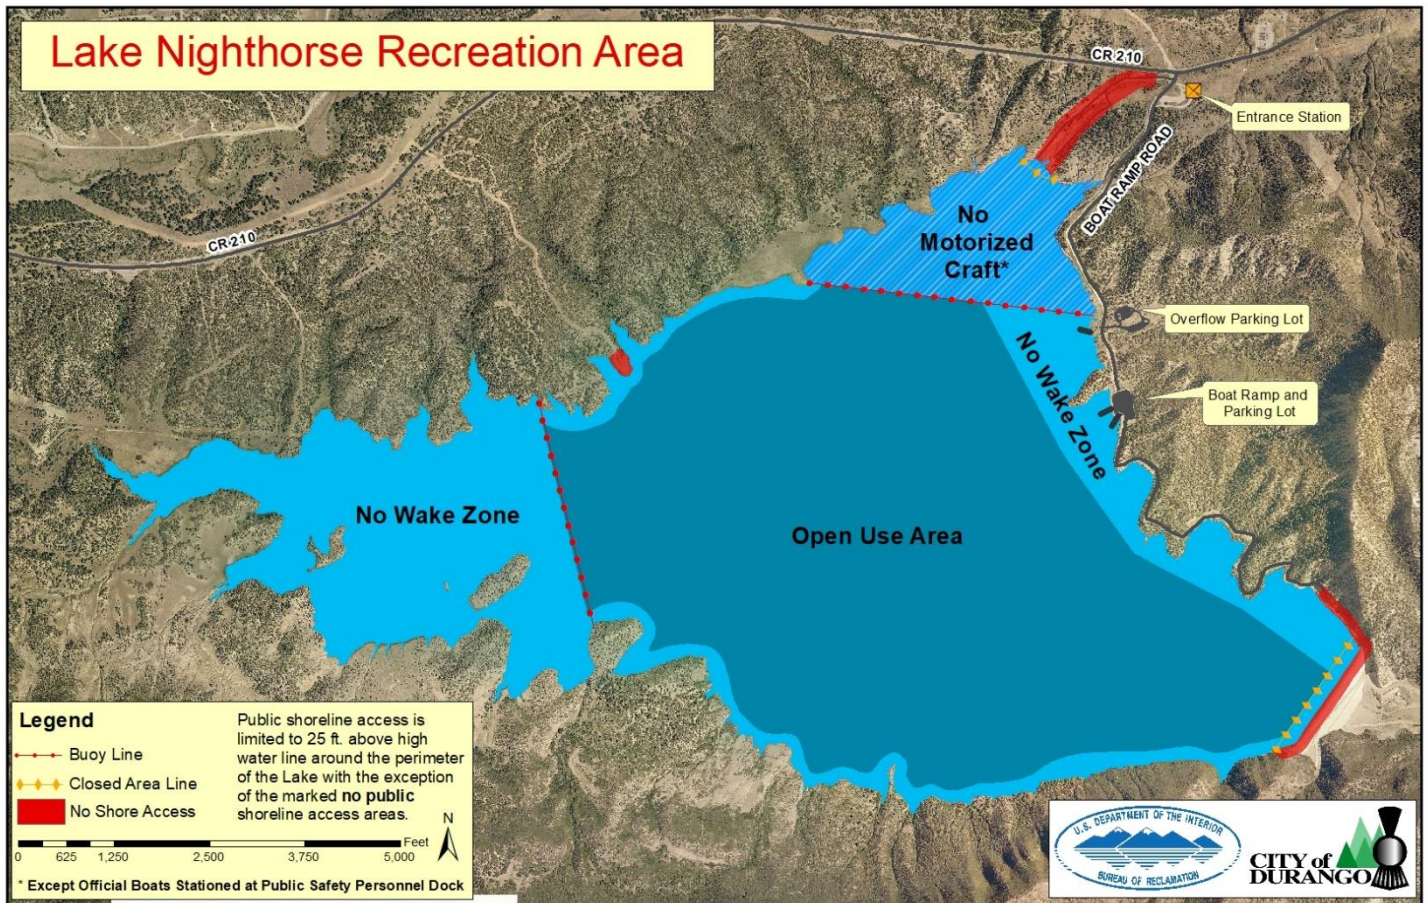 Lake Nighthorse Recreation Area
CR 210
Entrance Station
BOAT RAMP ROAD
CR 210
No
Motorized
Craft*
Overflow Parking Lot
No Wake Zone
Boat Ramp and
Parking Lot
No Wake Zone
Open Use Area
Legend
Buoy Line
Closed Area Line
No Shore Access
Public shoreline access is
limited to 25 ft. above high
water line around the perimeter
of the Lake with the exception
of the marked no public
shoreline access areas.
N
Feet
0 625 1,250 2,500 3,750 5,000
* Except Official Boats Stationed at Public Safety Personnel Dock
U.S. DEPARTMENT OF THE INTERIOR
BUREAU OF RECLAMATION
CITY of
DURANGO